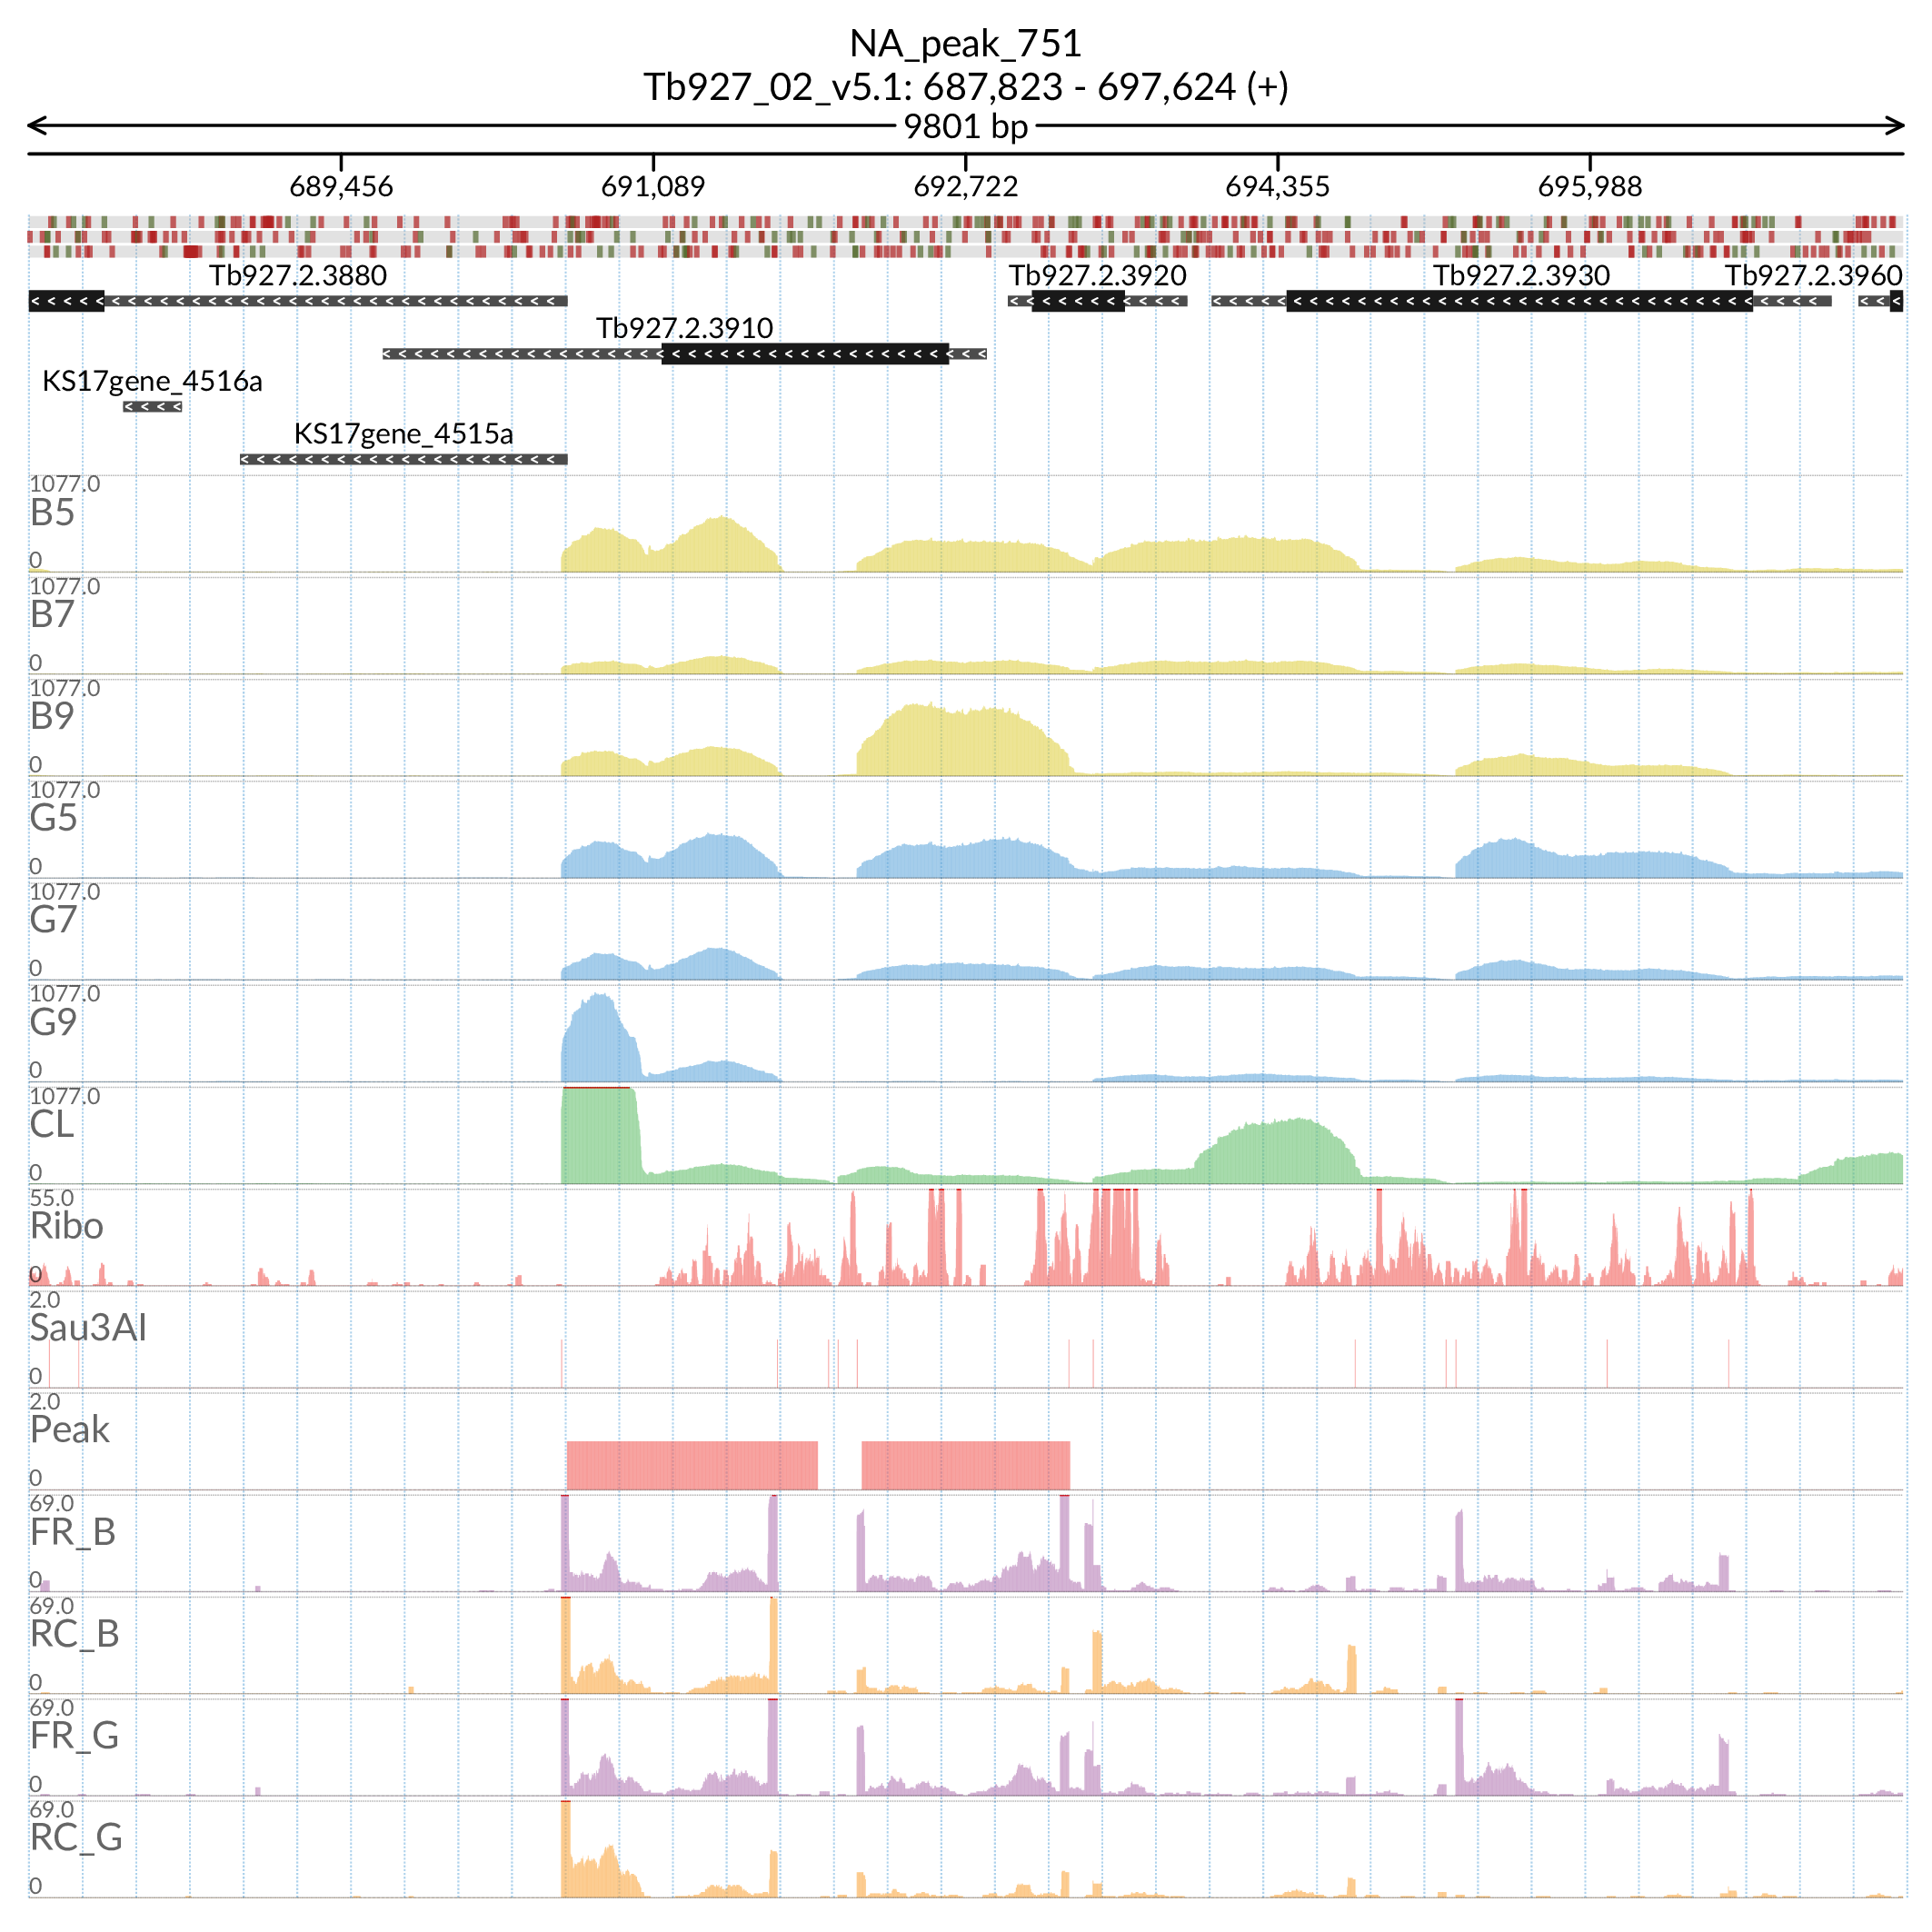 NA_peak_751
Tb927_02_v5.1: 687,823 - 697,624 (+)
9801 bp
689,456 691,089 692,722 694,355 695,988
Tb927.2.3880 Tb927.2.3920 Tb927.2.3930 Tb927.2.3960
Tb927.2.3910
KS17gene_4516a
KS17gene_4515a
1077.0
B5
0
1077.0
B7
0
1077.0
B9
0
1077.0
G5
0
1077.0
G7
0
1077.0
G9
0
1077.0
CL
0
55.0
Ribo
0
2.0
Sau3AI
0
2.0
Peak
0
69.0
FR_B
0
69.0
RC_B
0
69.0
FR_G
0
69.0
RC_G
0